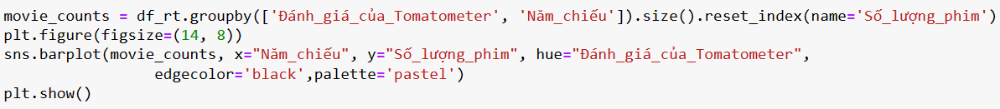 movie_counts = df_rt.groupby(['Đánh_giá_của_Tomatometer', 'Năm_chiếu']).size().reset_index(name='Số_lượng_phim')
plt.figure(figsize=(14, 8))
sns.barplot(movie_counts, x="Năm_chiếu", y="Số_lượng_phim", hue="Đánh_giá_của_Tomatometer",
            edgecolor='black',palette='pastel')
plt.show()